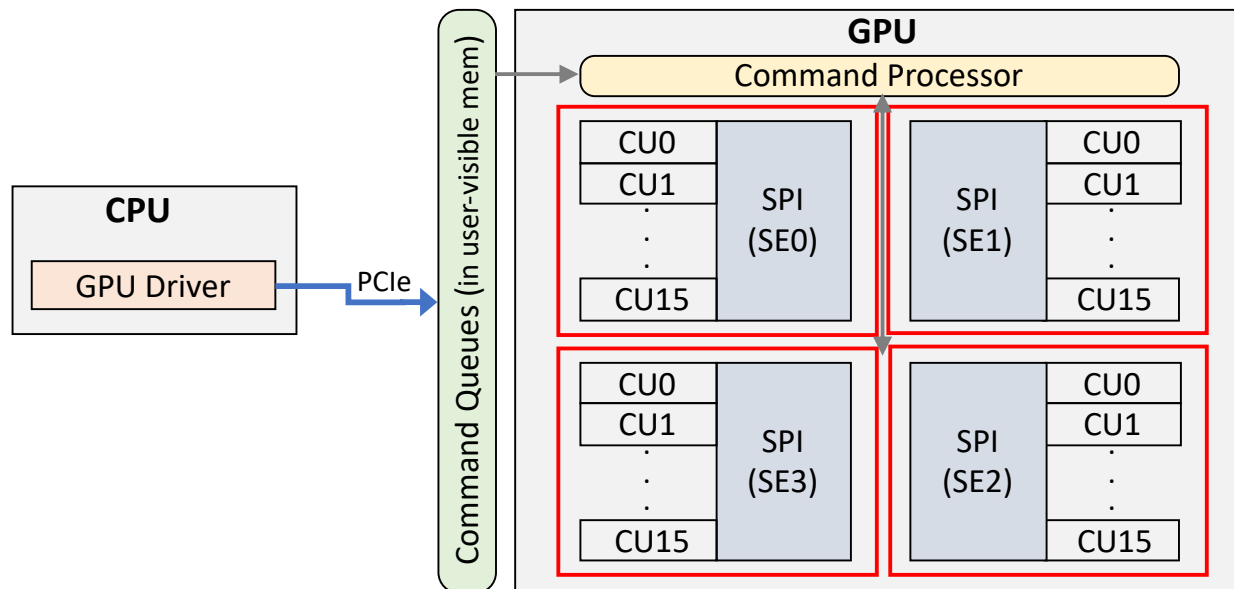 CPU
GPU Driver
PCIe
Command Queues (in user-visible mem)
GPU
Command Processor
CU0
CU1
.
.
.
CU15
SPI
(SE0)
SPI
(SE1)
CU0
CU1
.
.
.
CU15
CU0
CU1
.
.
.
CU15
SPI
(SE3)
SPI
(SE2)
CU0
CU1
.
.
.
CU15